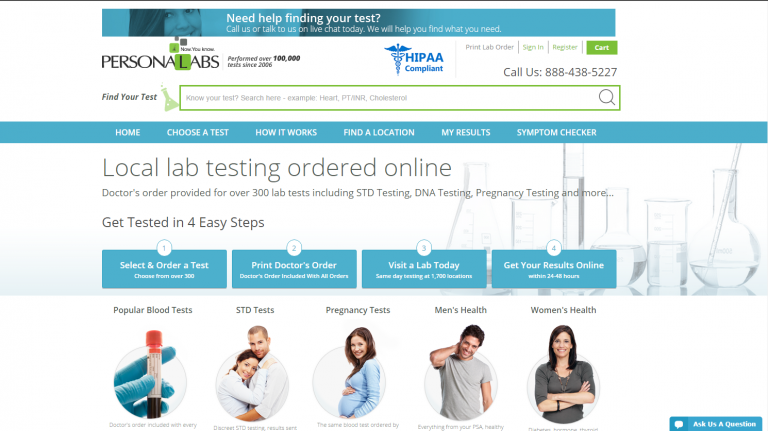 Need help finding your test?
Call us or talk to us on live chat today. We will help you find what you need.
Now. You know.
PERSONALABS
Performed over 100,000
tests since 2006
HIPAA
Compliant
Print Lab Order Sign In Register Cart
Call Us: 888-438-5227
Find Your Test
Know your test? Search here - example: Heart, PT/INR, Cholesterol
HOME CHOOSE A TEST HOW IT WORKS FIND A LOCATION MY RESULTS SYMPTOM CHECKER
Local lab testing ordered online
Doctor's order provided for over 300 lab tests including STD Testing, DNA Testing, Pregnancy Testing and more...
Get Tested in 4 Easy Steps
1 2 3 4
Select & Order a Test Print Doctor's Order Visit a Lab Today Get Your Results Online
Choose from over 300 Doctor's Order Included With All Orders Same day testing at 1,700 locations within 24-48 hours
Popular Blood Tests STD Tests Pregnancy Tests Men's Health Women's Health
Doctor's order included with every Discreet STD testing, results sent The same blood test ordered by Everything from your PSA, healthy Diabetes, hormone, thyroid
Ask Us A Question